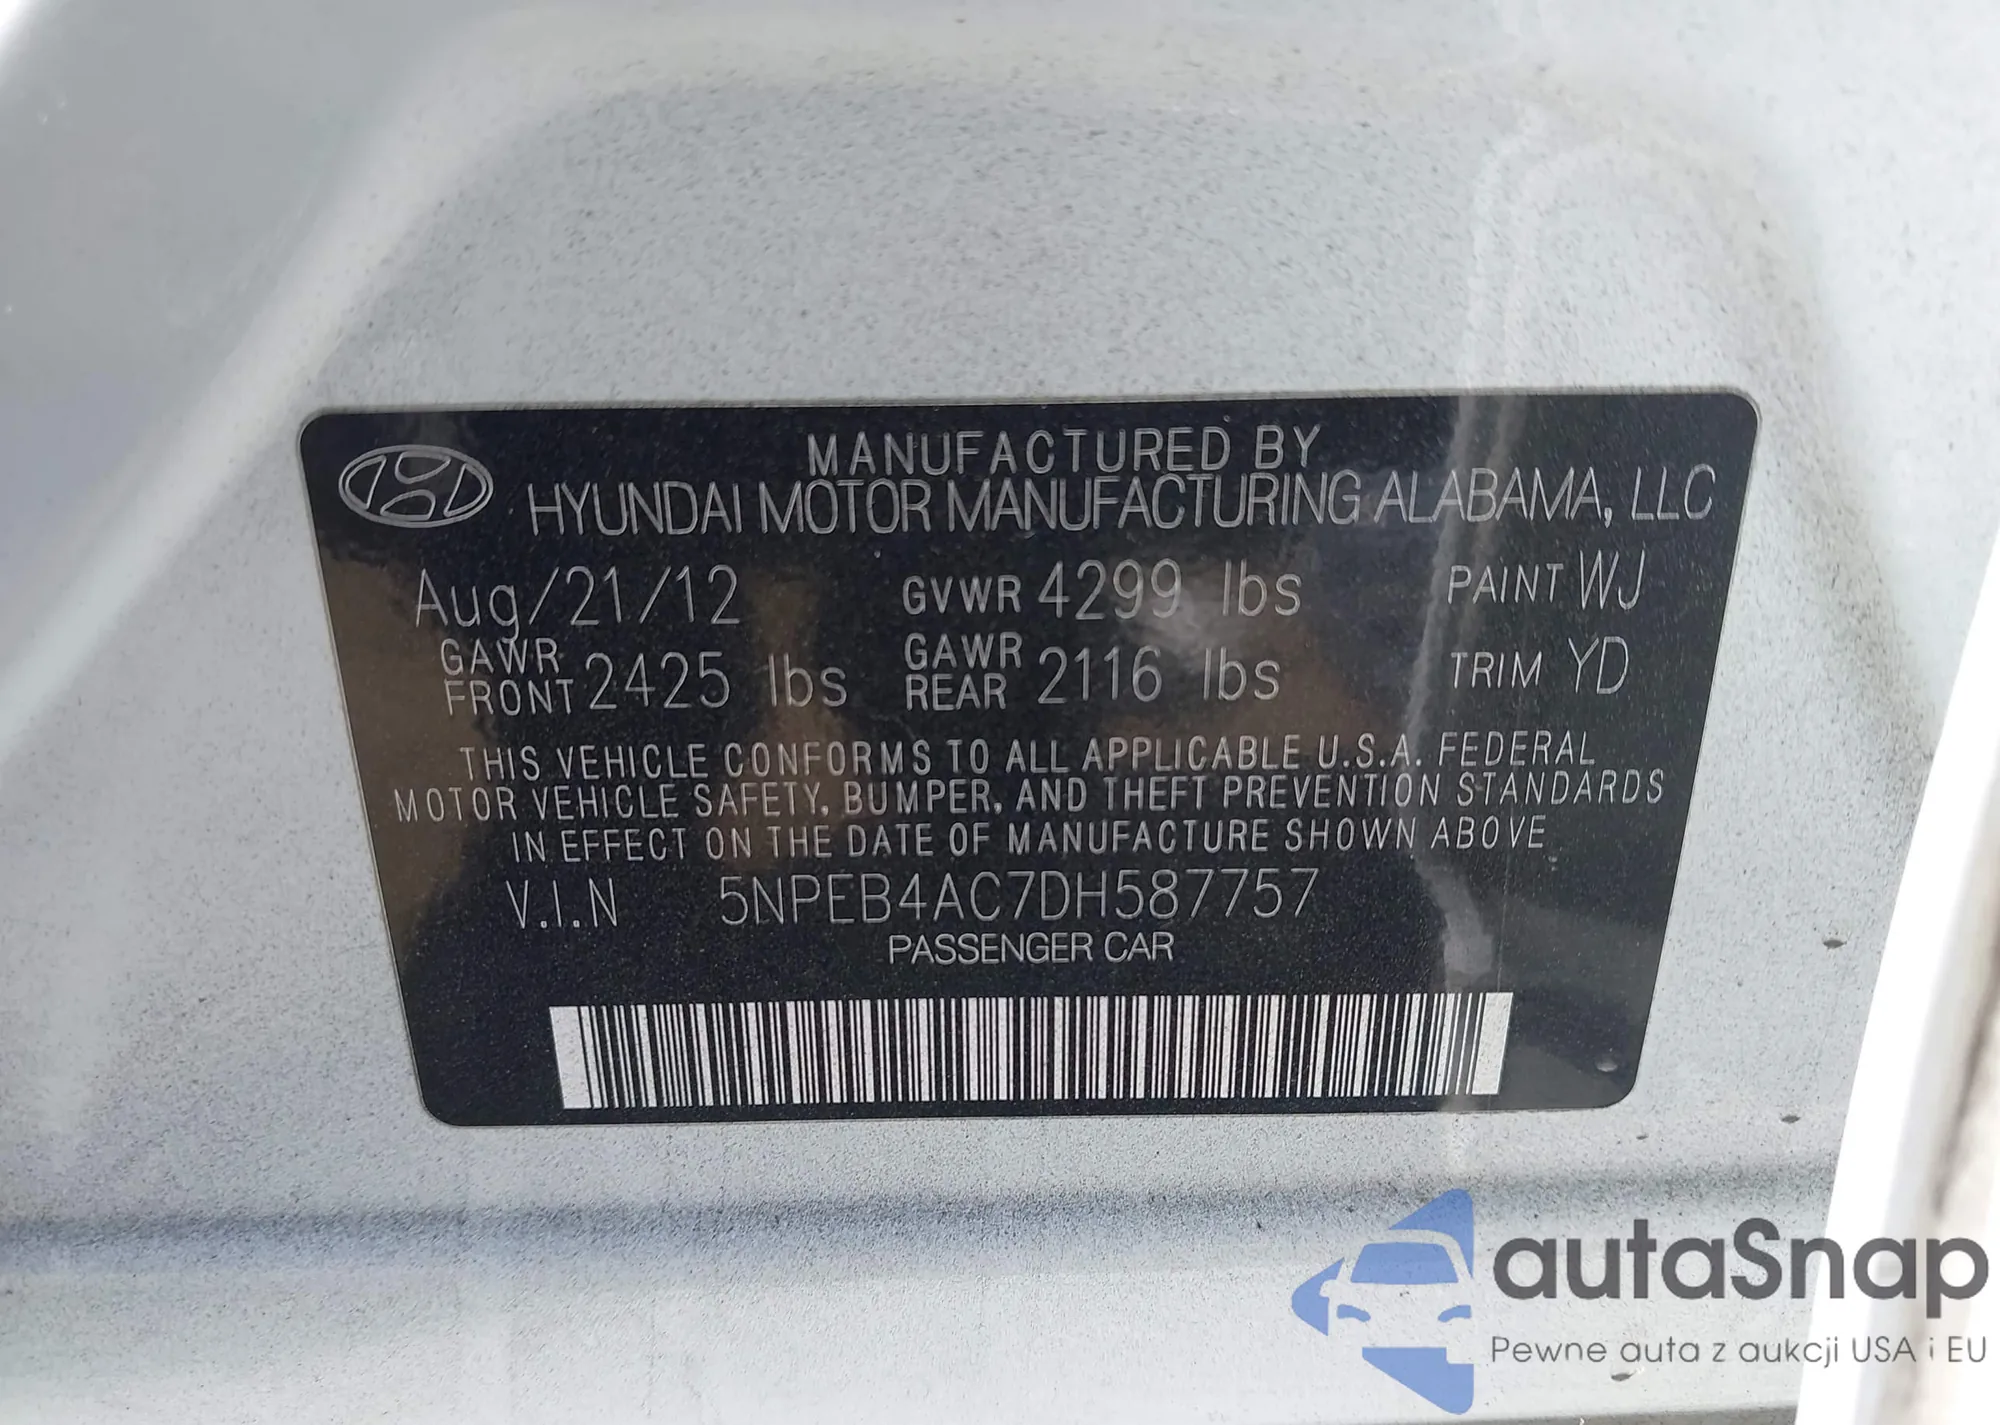 MANUFACTURED BY
HYUNDAI MOTOR MANUFACTURING ALABAMA, LLC
Aug/21/12 GVWR 4299 lbs PAINT WJ
GAWR FRONT 2425 lbs GAWR REAR 2116 lbs TRIM YD
THIS VEHICLE CONFORMS TO ALL APPLICABLE U.S.A. FEDERAL
MOTOR VEHICLE SAFETY, BUMPER, AND THEFT PREVENTION STANDARDS
IN EFFECT ON THE DATE OF MANUFACTURE SHOWN ABOVE
V.I.N 5NPEB4AC7DH587757
PASSENGER CAR
autaSnap
Pewne auta z aukcji USA i EU